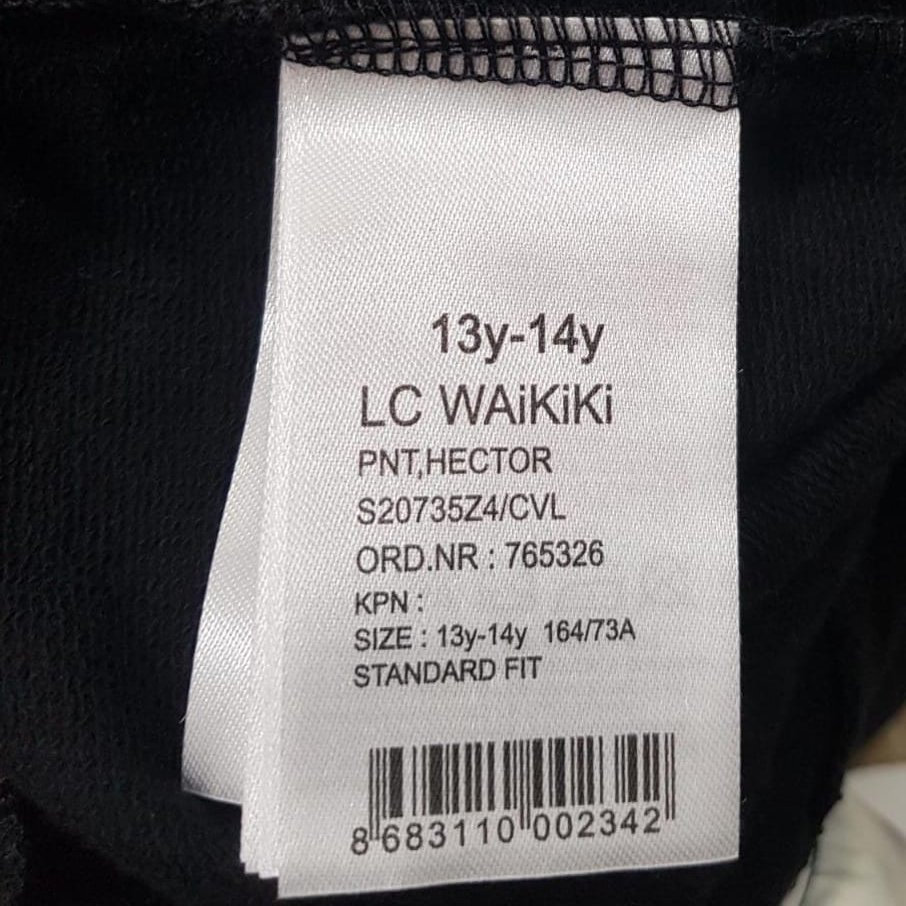 13y-14y
LC WAiKiKi
PNT,HECTOR
S20735Z4/CVL
ORD.NR : 765326
KPN :
SIZE : 13y-14y 164/73A
STANDARD FIT
8 683110 002342